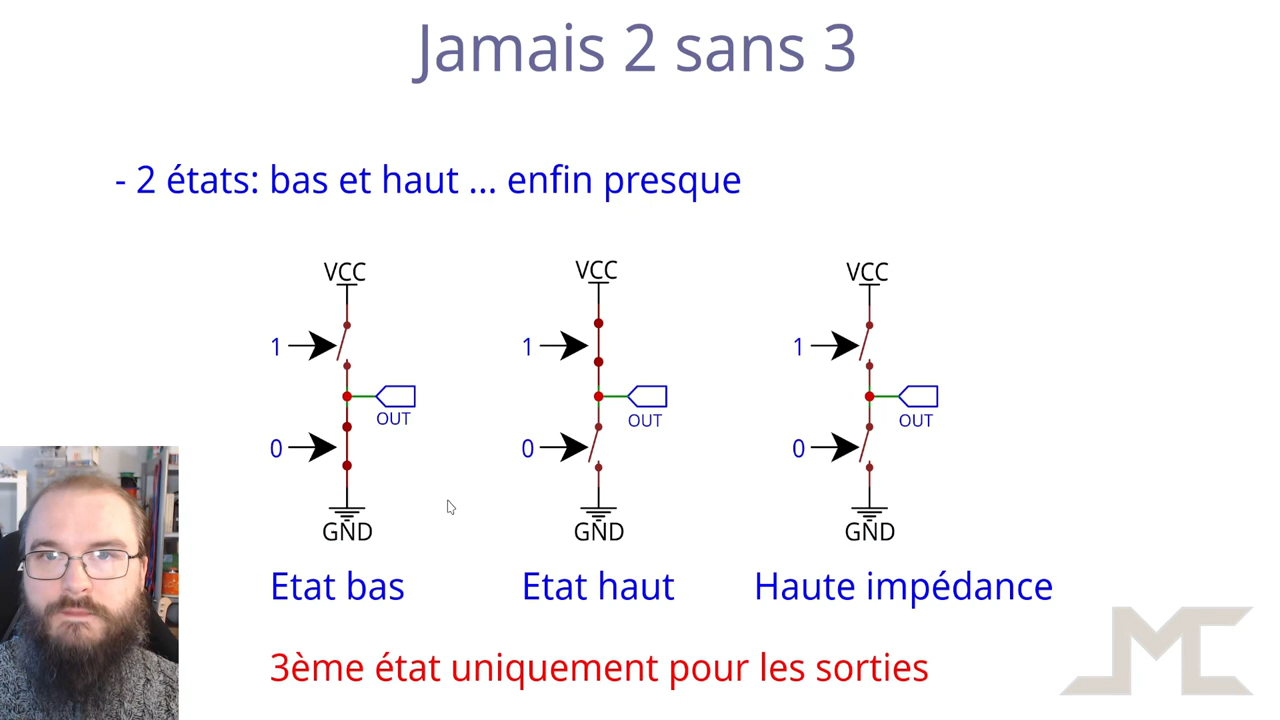 Jamais 2 sans 3
- 2 états: bas et haut ... enfin presque
VCC VCC VCC
1 1 1
OUT OUT OUT
0 0 0
GND GND GND
Etat bas Etat haut Haute impédance
3ème état uniquement pour les sorties
MC